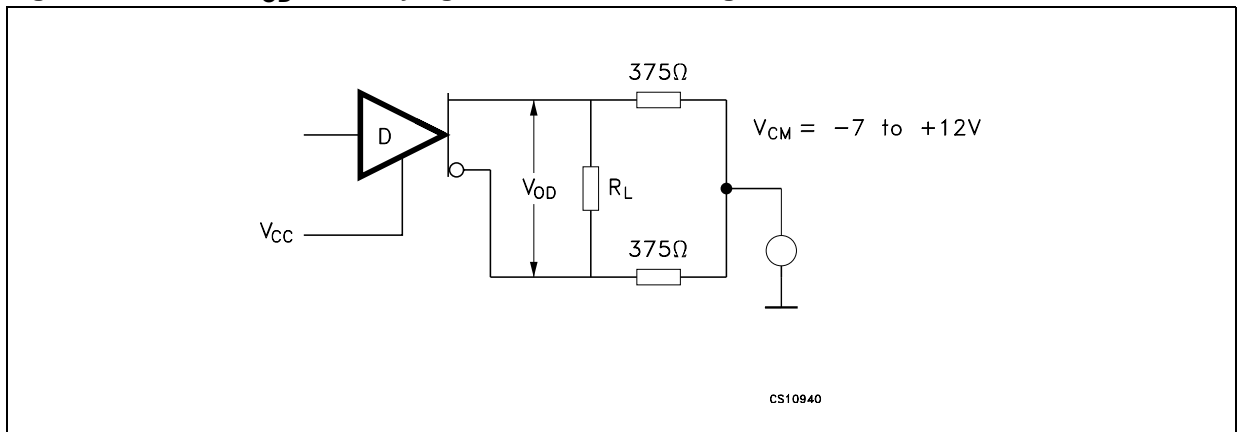 375Ω
D
V_CM = -7 to +12V
V_OD
R_L
V_CC
375Ω
CS10940